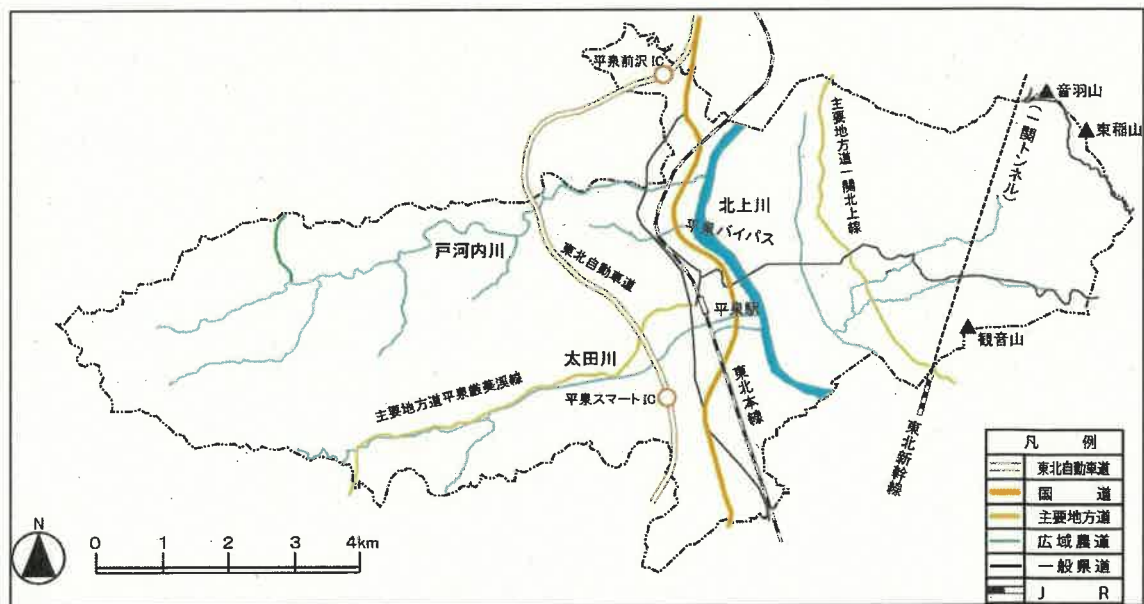 平泉前沢IC
音羽山
東稲山
(一関トンネル)
主要地方道一関北上線
北上川
平泉バイパス
戸河内川
東北自動車道
平泉駅
観音山
太田川
主要地方道平泉厳美渓線
平泉スマートIC
東北本線
東北新幹線
N
0 1 2 3 4km
凡 例
東北自動車道
国 道
主要地方道
広域農道
一般県道
J R